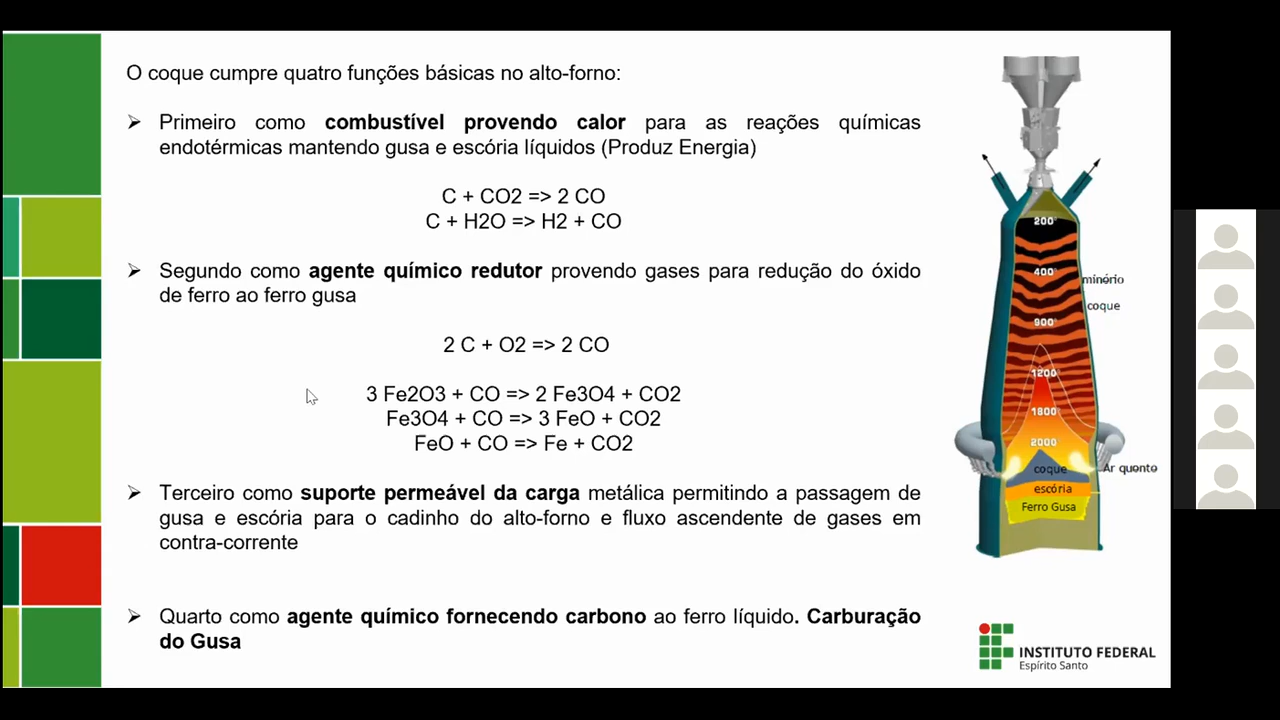 O coque cumpre quatro funções básicas no alto-forno:
➢ Primeiro como combustível provendo calor para as reações químicas
endotérmicas mantendo gusa e escória líquidos (Produz Energia)
C + CO2 => 2 CO
C + H2O => H2 + CO
➢ Segundo como agente químico redutor provendo gases para redução do óxido
de ferro ao ferro gusa
2 C + O2 => 2 CO
3 Fe2O3 + CO => 2 Fe3O4 + CO2
Fe3O4 + CO => 3 FeO + CO2
FeO + CO => Fe + CO2
➢ Terceiro como suporte permeável da carga metálica permitindo a passagem de
gusa e escória para o cadinho do alto-forno e fluxo ascendente de gases em
contra-corrente
➢ Quarto como agente químico fornecendo carbono ao ferro líquido. Carburação
do Gusa
200°
400°
minério
coque
900°
1200°
1800°
2000°
coque
Ar quente
escória
Ferro Gusa
INSTITUTO FEDERAL
Espírito Santo